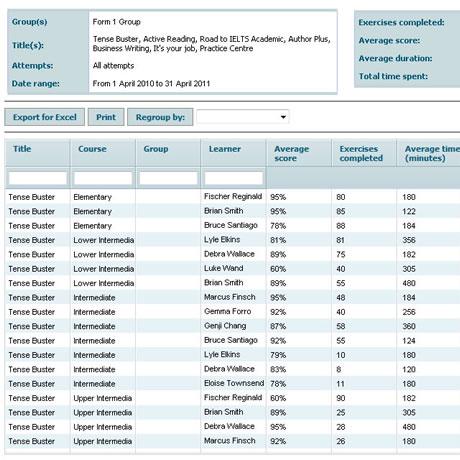 Group(s) Form 1 Group
Title(s): Tense Buster, Active Reading, Road to IELTS Academic, Author Plus,
Business Writing, It's your job, Practice Centre
Attempts: All attempts
Date range: From 1 April 2010 to 31 April 2011
Exercises completed:
Average score:
Average duration:
Total time spent:
Export for Excel Print Regroup by:
Title Course Group Learner Average score Exercises completed Average time (minutes)
Tense Buster Elementary Fischer Reginald 95% 80 180
Tense Buster Elementary Brian Smith 95% 85 122
Tense Buster Elementary Bruce Santiago 78% 88 184
Tense Buster Lower Intermedia Lyle Elkins 81% 81 356
Tense Buster Lower Intermedia Debra Wallace 89% 75 182
Tense Buster Lower Intermedia Luke Wand 60% 40 305
Tense Buster Lower Intermedia Brian Smith 89% 55 480
Tense Buster Intermediate Marcus Finsch 95% 48 184
Tense Buster Intermediate Gemma Forro 92% 40 256
Tense Buster Intermediate Genji Chang 87% 58 360
Tense Buster Intermediate Bruce Santiago 92% 55 124
Tense Buster Intermediate Lyle Elkins 79% 10 180
Tense Buster Intermediate Debra Wallace 83% 8 120
Tense Buster Intermediate Eloise Townsend 78% 11 180
Tense Buster Upper Intermedia Fischer Reginald 60% 90 182
Tense Buster Upper Intermedia Brian Smith 89% 25 305
Tense Buster Upper Intermedia Debra Wallace 95% 28 480
Tense Buster Upper Intermedia Marcus Finsch 92% 26 180